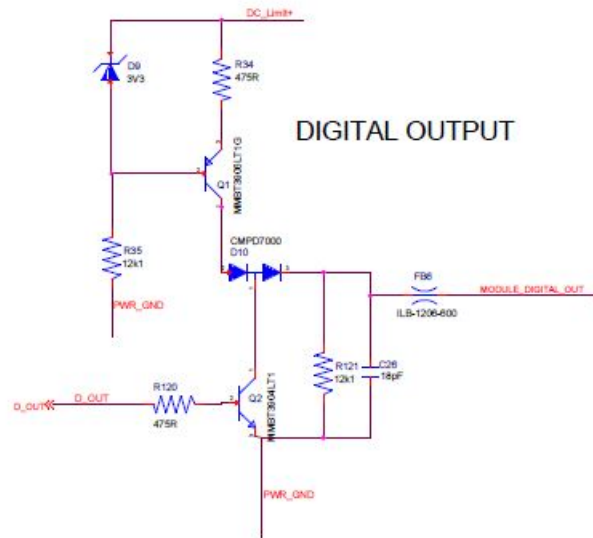 DC_Limit+
D9
3V3
R34
475R
DIGITAL OUTPUT
Q1
MMBT3906LT1G
R35
12k1
CMPD7000
D10
PWR_GND
FB6
MODULE_DIGITAL_OUT
ILB-1206-600
R121
12k1
C26
18pF
R120
D_OUT
D_OUT
475R
Q2
MMBT3904LT1
PWR_GND